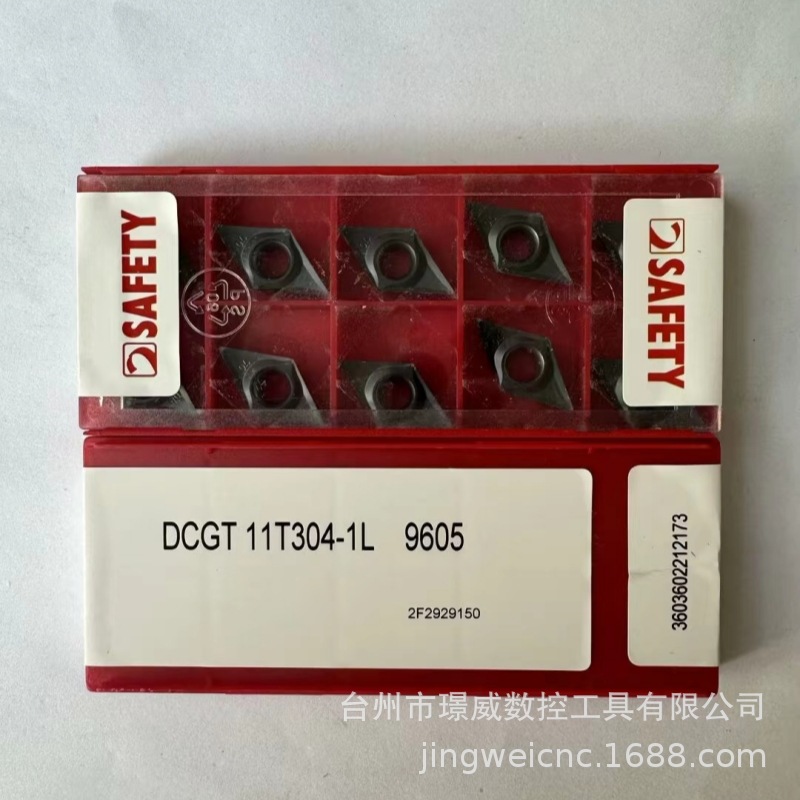 SAFETY
SAFETY
DCGT 11T304-1L 9605
2F2929150
3603602212173
台州市璟威数控工具有限公司
jingweicnc.1688.com